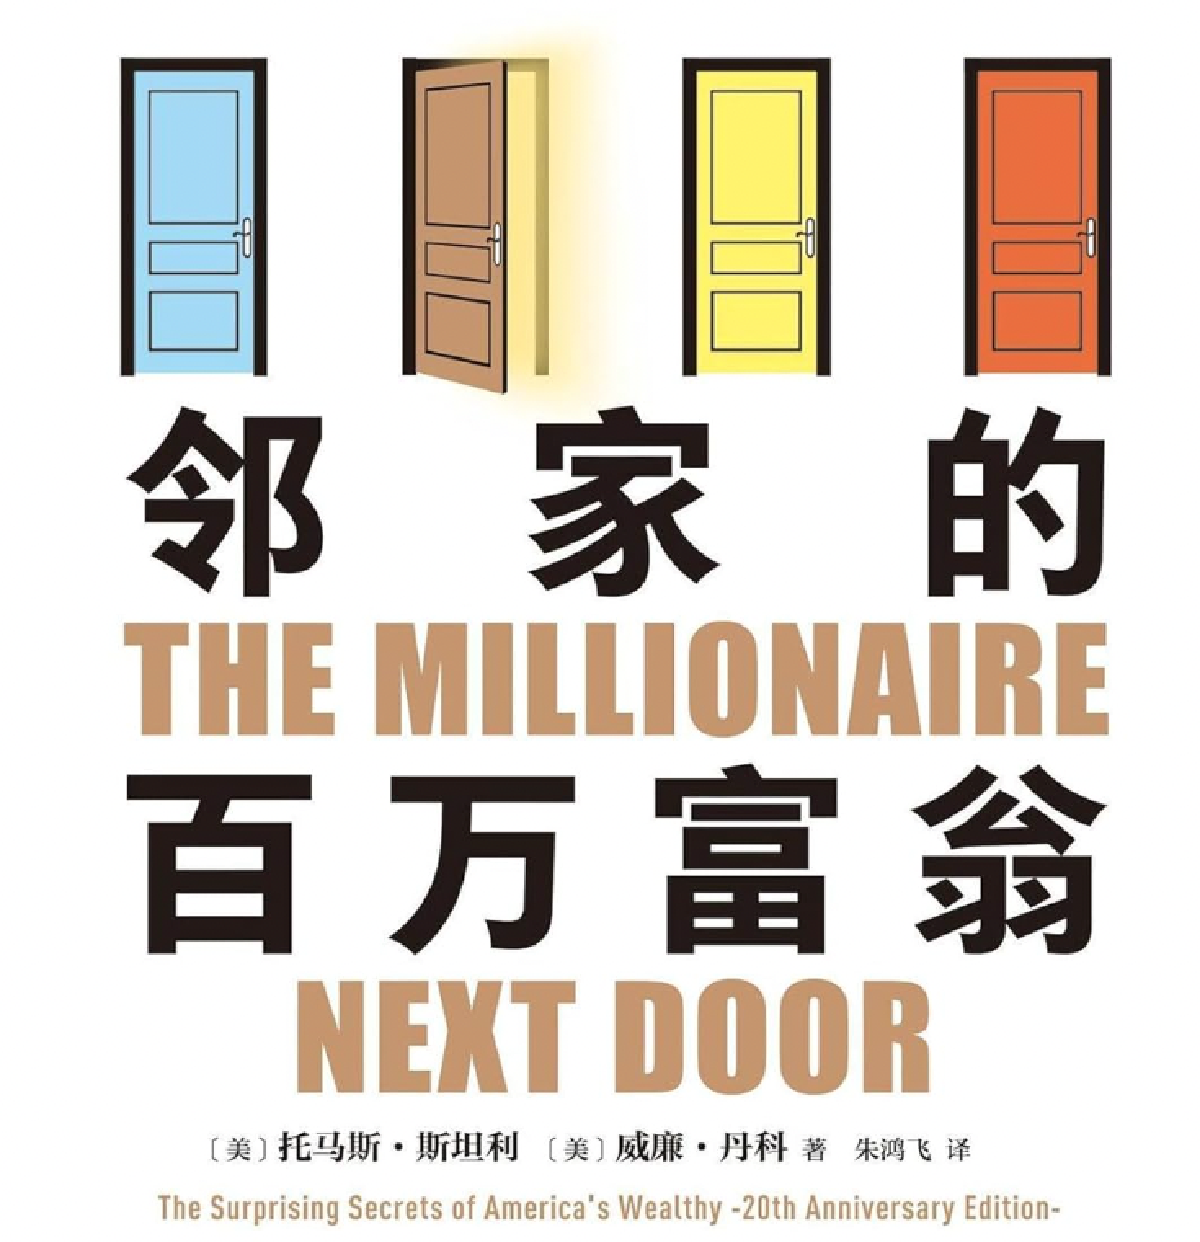 邻家的
THE MILLIONAIRE
百万富翁
NEXT DOOR
〔美〕托马斯·斯坦利 〔美〕威廉·丹科 著 朱鸿飞 译
The Surprising Secrets of America's Wealthy -20th Anniversary Edition-